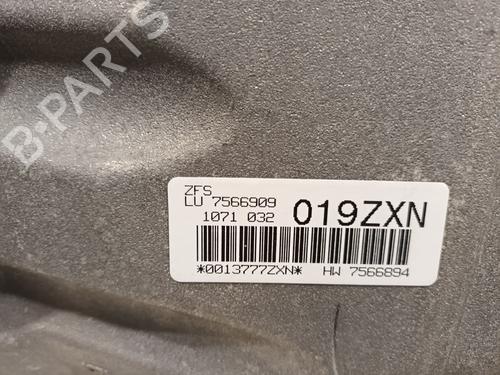 B-PARTS
ZFS
LU 7566909
1071 032 019ZXN
*0013777ZXN* HW 7566894